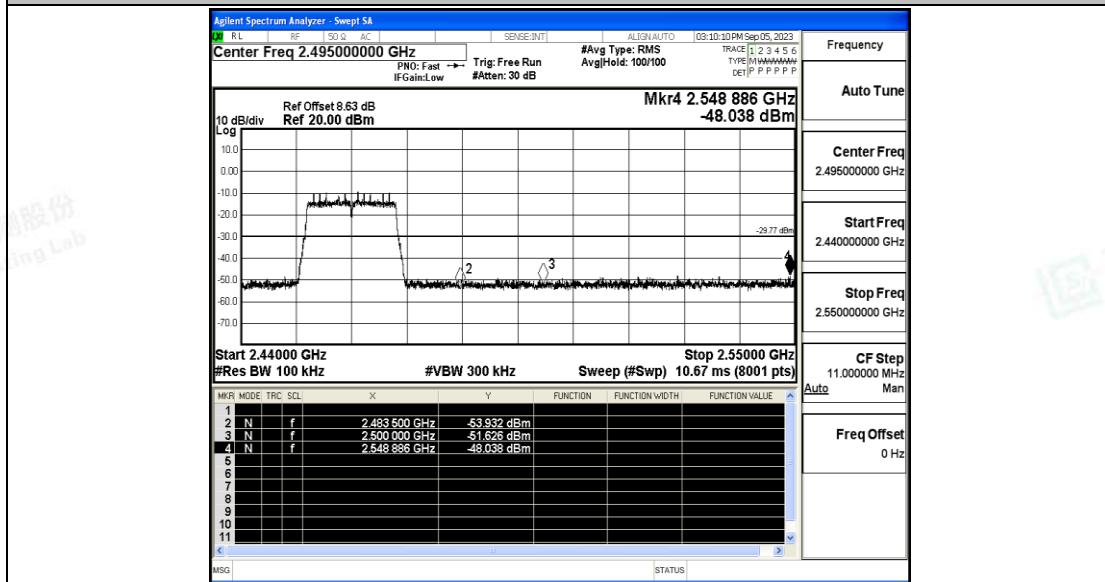 Agilent Spectrum Analyzer - Swept SA
RL RF 50 Ω AC SENSE:INT ALIGN AUTO 03:10:10 PM Sep 05, 2023
Center Freq 2.495000000 GHz
PNO: Fast
IFGain:Low
Trig: Free Run
#Atten: 30 dB
#Avg Type: RMS
Avg|Hold: 100/100
TRACE 1 2 3 4 5 6
TYPE M
DET P P P P P P
Mkr4 2.548 886 GHz
-48.038 dBm
Ref Offset 8.63 dB
10 dB/div Ref 20.00 dBm
Log
10.0
0.00
-10.0
-20.0
-30.0
-40.0
-50.0
-60.0
-70.0
-29.77 dBm
2
3
4
Start 2.44000 GHz Stop 2.55000 GHz
#Res BW 100 kHz #VBW 300 kHz Sweep (#Swp) 10.67 ms (8001 pts)
MKR MODE TRC SCL X Y FUNCTION FUNCTION WIDTH FUNCTION VALUE
1
2 N f 2.483 500 GHz -53.932 dBm
3 N f 2.500 000 GHz -51.626 dBm
4 N f 2.548 886 GHz -48.038 dBm
5
6
7
8
9
10
11
MSG STATUS
Frequency
Auto Tune
Center Freq
2.495000000 GHz
Start Freq
2.440000000 GHz
Stop Freq
2.550000000 GHz
CF Step
11.000000 MHz
Auto Man
Freq Offset
0 Hz
股份
Lab